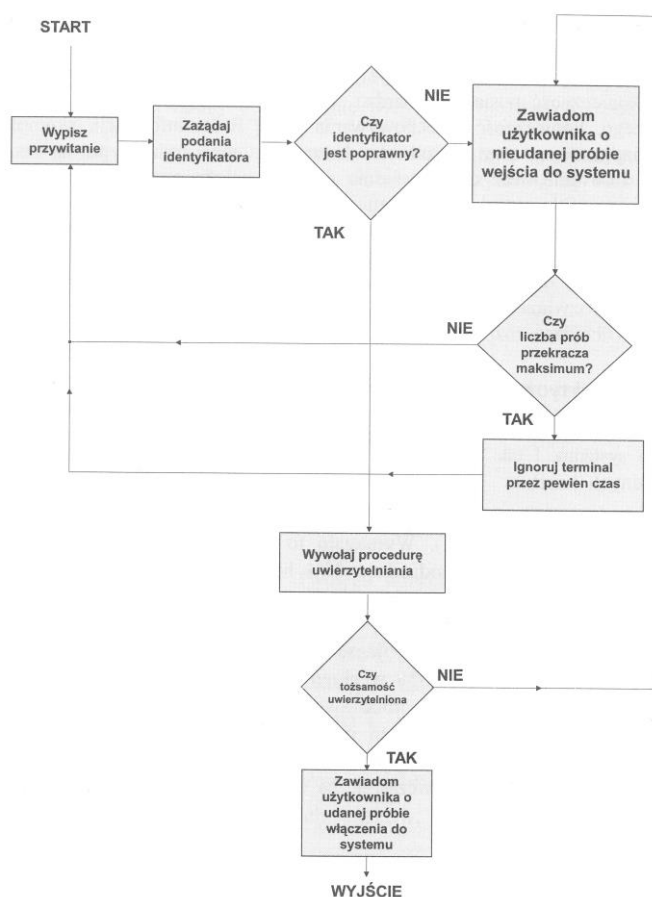 START
Wypisz
przywitanie
Zażądaj
podania
identyfikatora
Czy
identyfikator
jest poprawny?
NIE
Zawiadom
użytkownika o
nieudanej próbie
wejścia do systemu
TAK
NIE
Czy
liczba prób
przekracza
maksimum?
TAK
Ignoruj terminal
przez pewien czas
Wywołaj procedurę
uwierzytelniania
Czy
tożsamość
uwierzytelniona
NIE
TAK
Zawiadom
użytkownika o
udanej próbie
włączenia do
systemu
WYJŚCIE